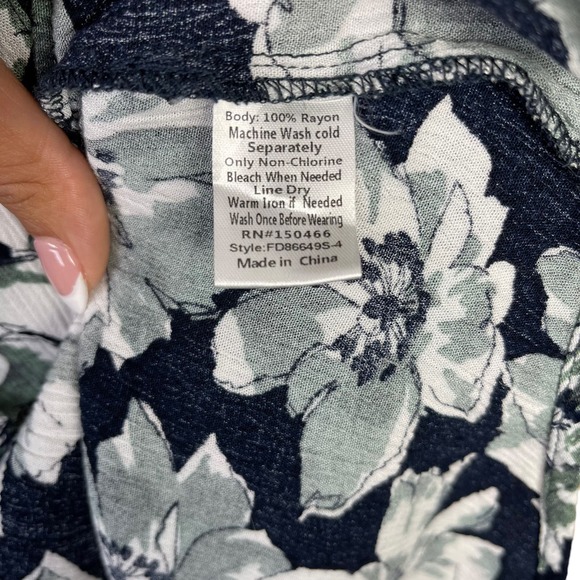 Body: 100% Rayon
Machine Wash cold
Separately
Only Non-Chlorine
Bleach When Needed
Line Dry
Warm Iron if Needed
Wash Once Before Wearing
RN#150466
Style:FD86649S-4
Made in China